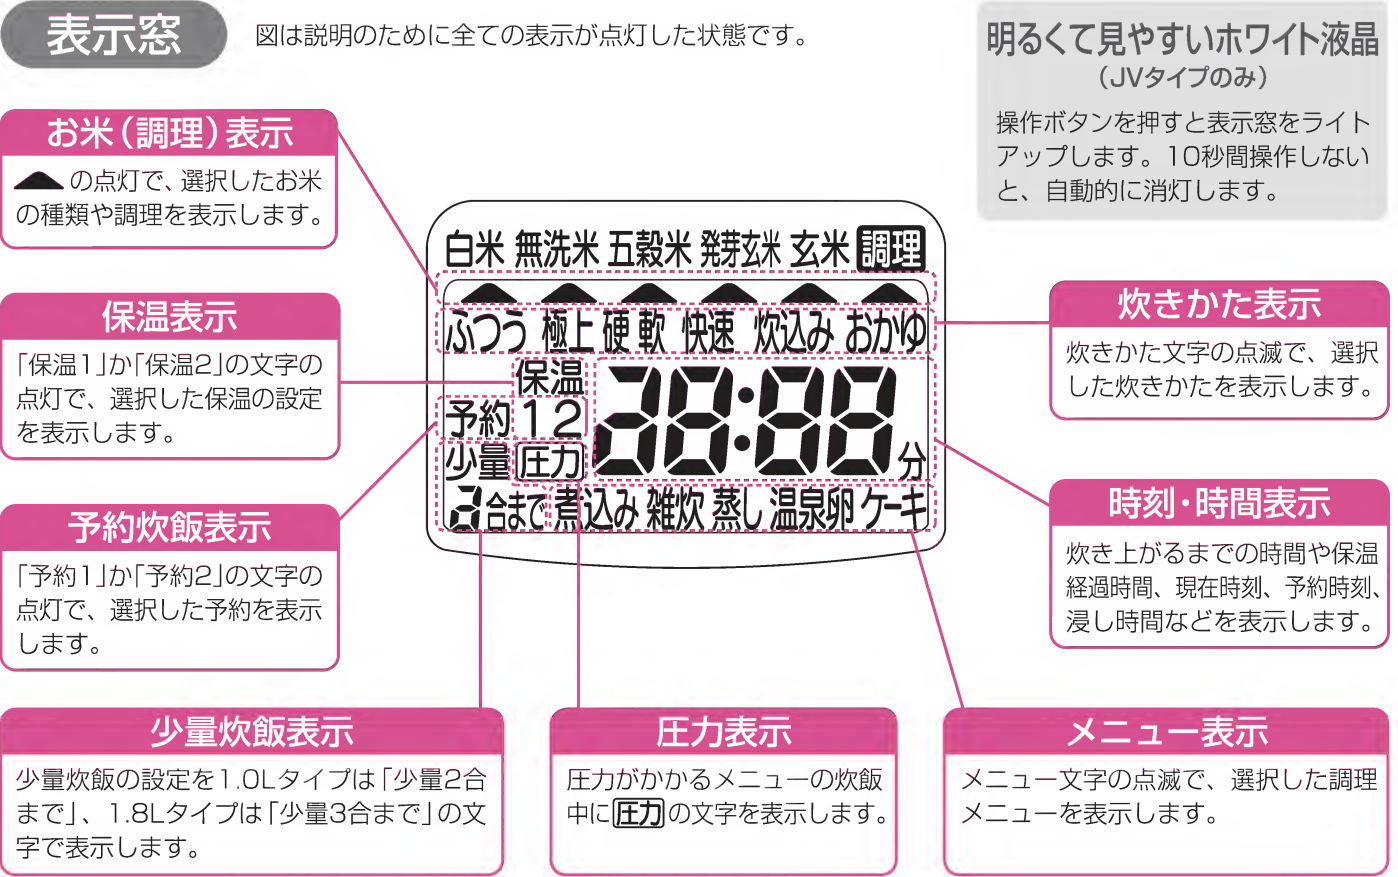 表示窓
図は説明のために全ての表示が点灯した状態です。
明るくて見やすいホワイト液晶
（JVタイプのみ）
操作ボタンを押すと表示窓をライト
アップします。10秒間操作しない
と、自動的に消灯します。
お米（調理）表示
の点灯で、選択したお米
の種類や調理を表示します。
保温表示
「保温1」か「保温2」の文字の
点灯で、選択した保温の設定
を表示します。
予約炊飯表示
「予約1」か「予約2」の文字の
点灯で、選択した予約を表示
します。
白米 無洗米 五穀米 発芽玄米 玄米 調理
ふつう 極上 硬 軟 快速 炊込み おかゆ
保温
予約 1 2
38:88
少量 圧力
分
2合まで 煮込み 雑炊 蒸し 温泉卵 ケーキ
炊きかた表示
炊きかた文字の点滅で、選択
した炊きかたを表示します。
時刻・時間表示
炊き上がるまでの時間や保温
経過時間、現在時刻、予約時刻、
浸し時間などを表示します。
少量炊飯表示
少量炊飯の設定を1.0Lタイプは「少量2合
まで」、1.8Lタイプは「少量3合まで」の文
字で表示します。
圧力表示
圧力がかかるメニューの炊飯
中に圧力の文字を表示します。
メニュー表示
メニュー文字の点滅で、選択した調理
メニューを表示します。